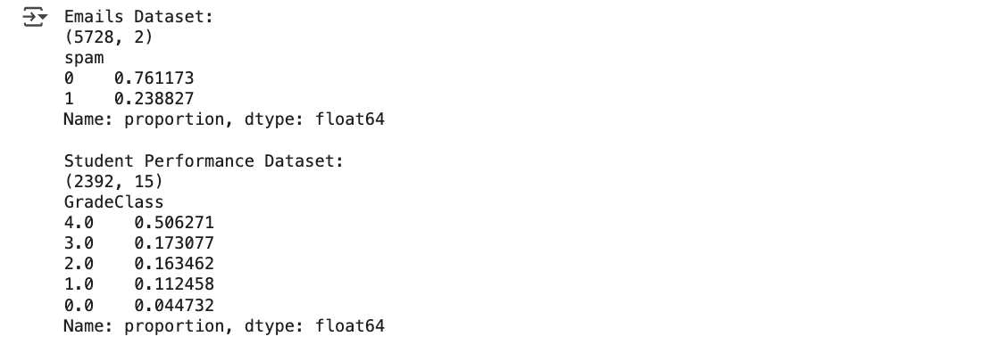 Emails Dataset:
(5728, 2)
spam
0    0.761173
1    0.238827
Name: proportion, dtype: float64

Student Performance Dataset:
(2392, 15)
GradeClass
4.0    0.506271
3.0    0.173077
2.0    0.163462
1.0    0.112458
0.0    0.044732
Name: proportion, dtype: float64